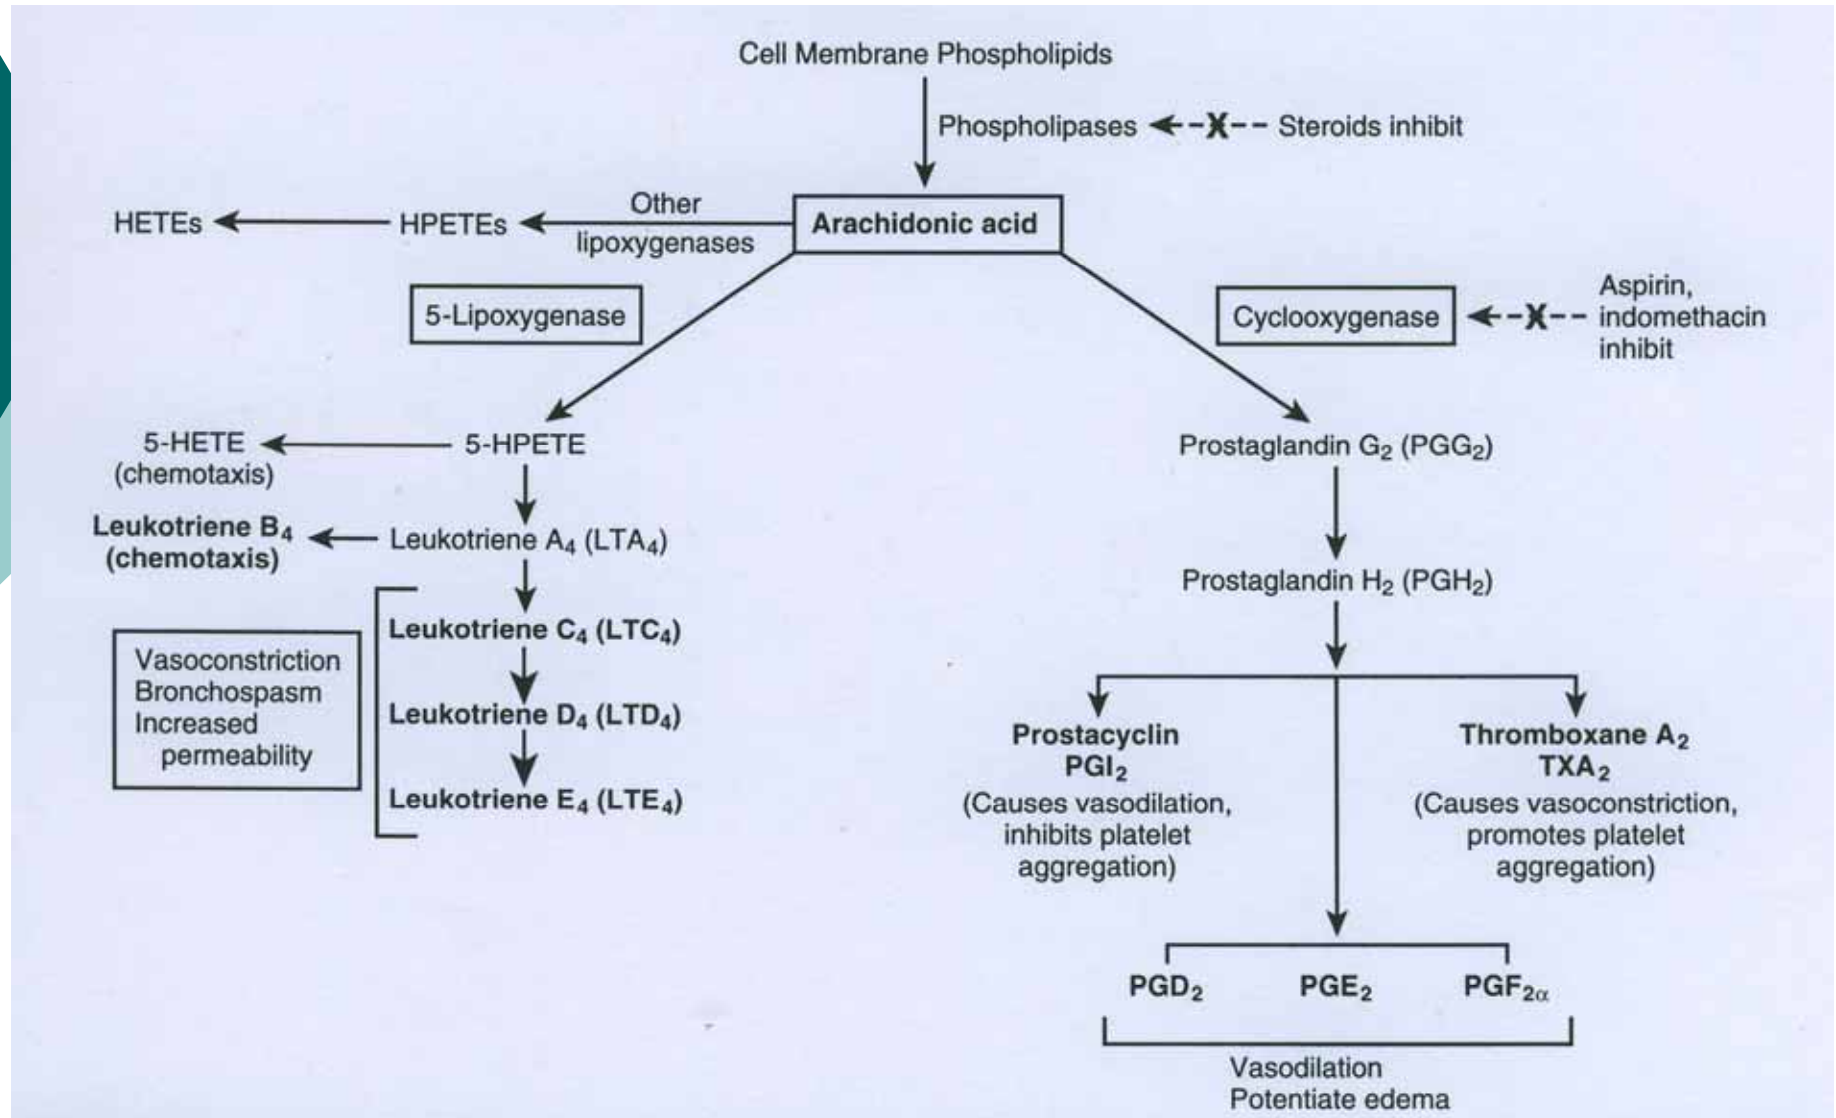 Cell Membrane Phospholipids
Phospholipases
Steroids inhibit
HETEs
HPETEs
Other
lipoxygenases
Arachidonic acid
5-Lipoxygenase
Cyclooxygenase
Aspirin,
indomethacin
inhibit
5-HETE
(chemotaxis)
5-HPETE
Prostaglandin G₂ (PGG₂)
Leukotriene B₄
(chemotaxis)
Leukotriene A₄ (LTA₄)
Prostaglandin H₂ (PGH₂)
Vasoconstriction
Bronchospasm
Increased
permeability
Leukotriene C₄ (LTC₄)
Leukotriene D₄ (LTD₄)
Leukotriene E₄ (LTE₄)
Prostacyclin
PGI₂
(Causes vasodilation,
inhibits platelet
aggregation)
Thromboxane A₂
TXA₂
(Causes vasoconstriction,
promotes platelet
aggregation)
PGD₂
PGE₂
PGF₂α
Vasodilation
Potentiate edema